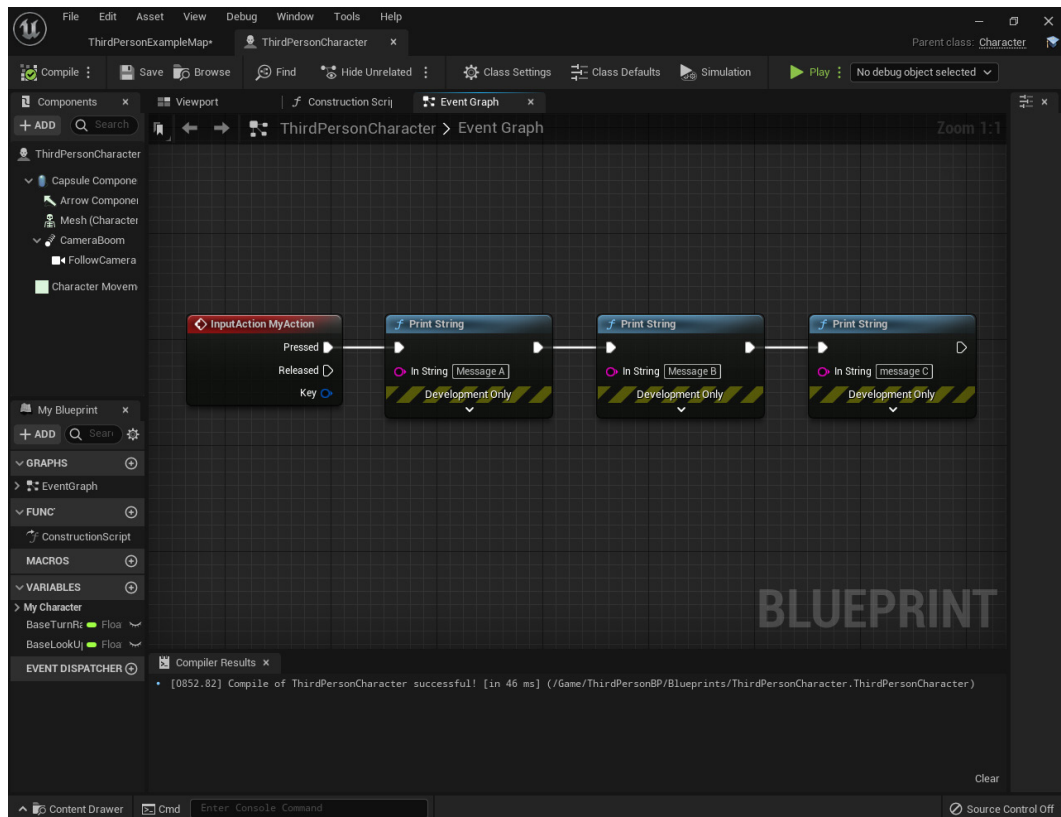 File Edit Asset View Debug Window Tools Help
ThirdPersonExampleMap* ThirdPersonCharacter Parent class: Character
Compile Save Browse Find Hide Unrelated Class Settings Class Defaults Simulation Play No debug object selected
Components Viewport Construction Scrip Event Graph
+ ADD Search ThirdPersonCharacter > Event Graph Zoom 1:1
ThirdPersonCharacter
Capsule Compone
Arrow Componen
Mesh (Character
CameraBoom
FollowCamera
Character Movem
InputAction MyAction Print String Print String Print String
Pressed
In String Message A In String Message B In String message C
Released
Key Development Only Development Only Development Only
My Blueprint
+ ADD Sear
GRAPHS
EventGraph
FUNC
ConstructionScript
MACROS
VARIABLES
My Character
BaseTurnRa Floa
BaseLookU Floa
BLUEPRINT
EVENT DISPATCHER
Compiler Results
• [0852.82] Compile of ThirdPersonCharacter successful! [in 46 ms] (/Game/ThirdPersonBP/Blueprints/ThirdPersonCharacter.ThirdPersonCharacter)
Clear
Content Drawer Cmd Enter Console Command Source Control Off